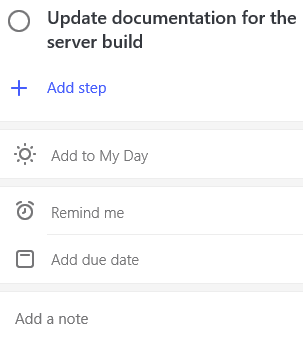 Update documentation for the
server build
Add step
Add to My Day
Remind me
Add due date
Add a note